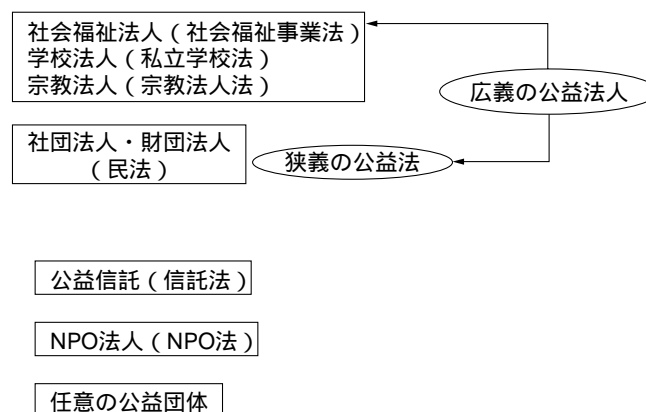 社会福祉法人（社会福祉事業法）
学校法人（私立学校法）
宗教法人（宗教法人法）
広義の公益法人
社団法人・財団法人
（民法）
狭義の公益法
公益信託（信託法）
NPO法人（NPO法）
任意の公益団体